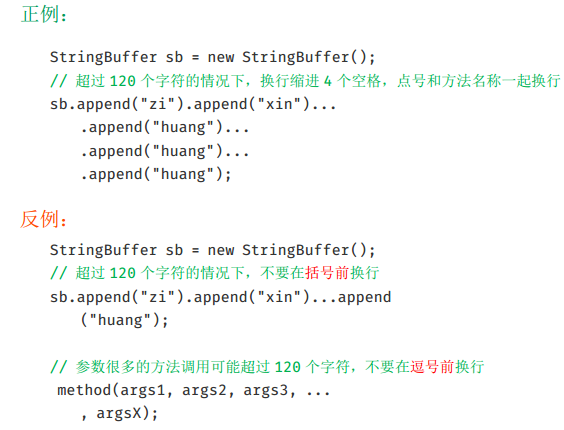 正例：
StringBuffer sb = new StringBuffer();
// 超过 120 个字符的情况下，换行缩进 4 个空格，点号和方法名称一起换行
sb.append("zi").append("xin")...
.append("huang")...
.append("huang")...
.append("huang");
反例：
StringBuffer sb = new StringBuffer();
// 超过 120 个字符的情况下，不要在括号前换行
sb.append("zi").append("xin")...append
("huang");
// 参数很多的方法调用可能超过 120 个字符，不要在逗号前换行
method(args1, args2, args3, ...
, argsX);